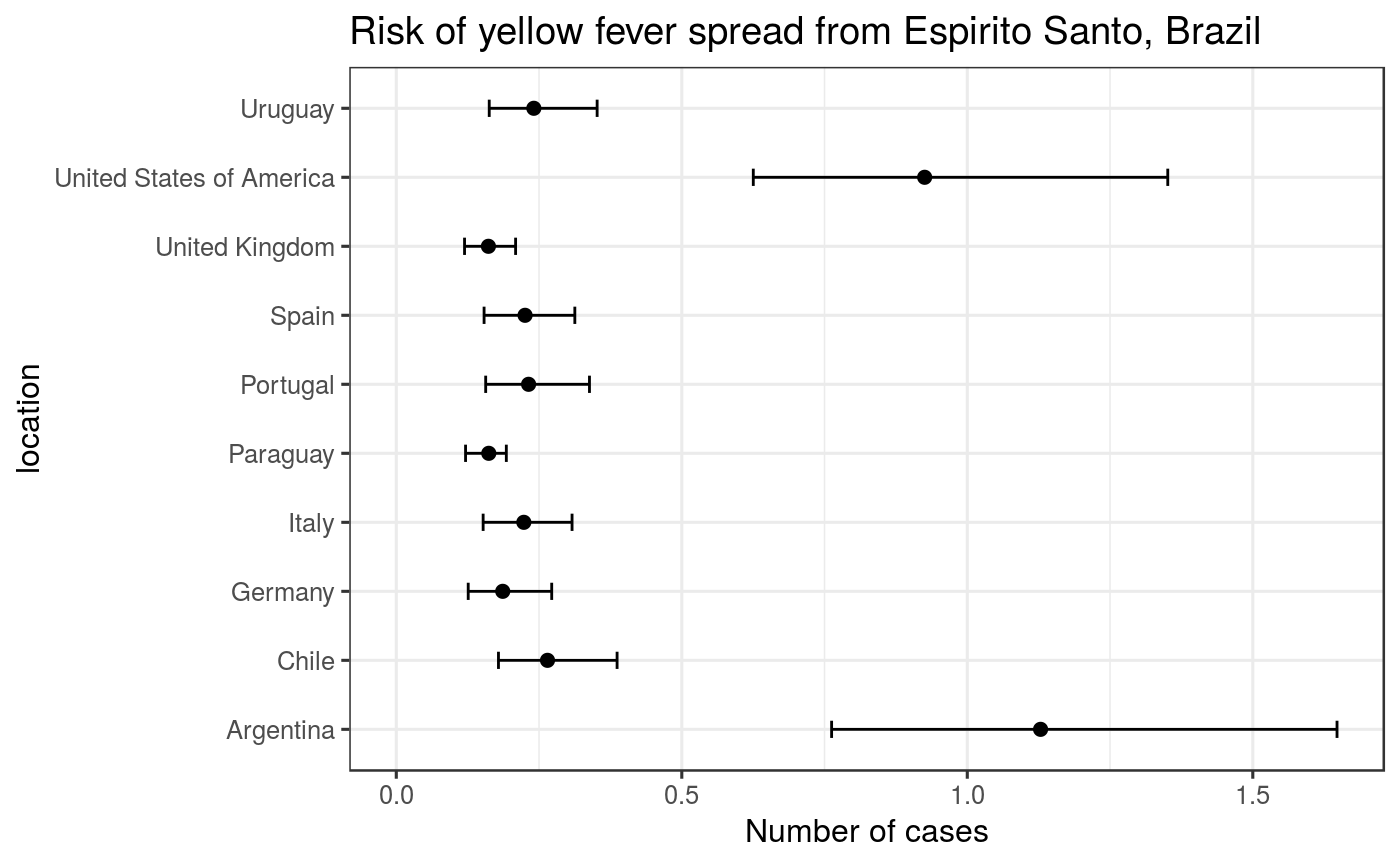 Risk of yellow fever spread from Espirito Santo, Brazil
Uruguay
United States of America
United Kingdom
Spain
Portugal
Paraguay
Italy
Germany
Chile
Argentina
location
0.0 0.5 1.0 1.5
Number of cases